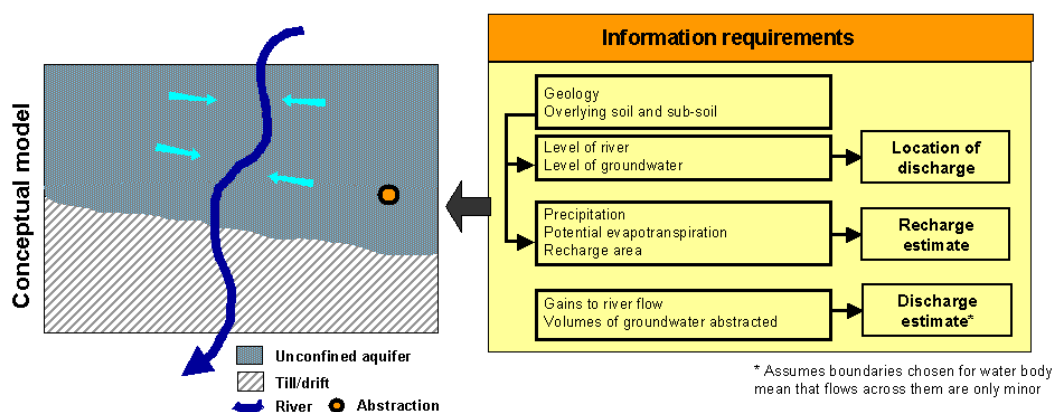 Conceptual model
Unconfined aquifer
Till/drift
River
Abstraction
Information requirements
Geology
Overlying soil and sub-soil
Level of river
Level of groundwater
Location of
discharge
Precipitation
Potential evapotranspiration
Recharge area
Recharge
estimate
Gains to river flow
Volumes of groundwater abstracted
Discharge
estimate*
* Assumes boundaries chosen for water body
mean that flows across them are only minor